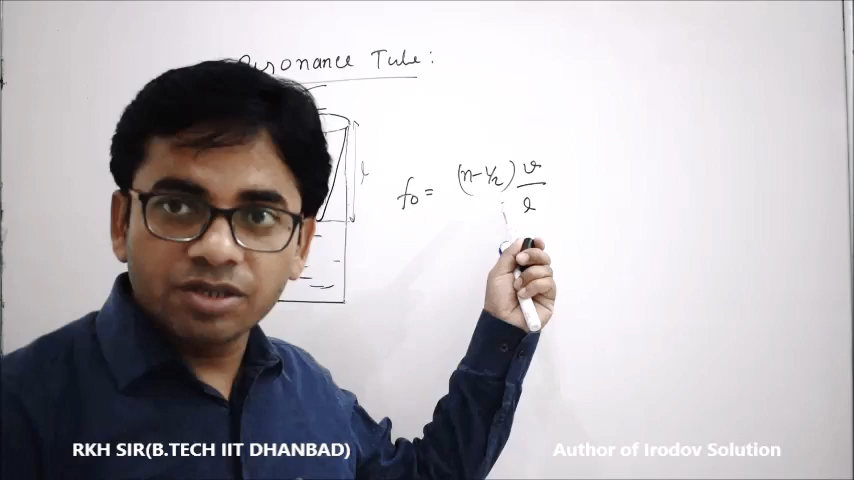 Resonance Tube :
l
f₀ = (n-1/2) v/l
RKH SIR(B.TECH IIT DHANBAD)
Author of Irodov Solution